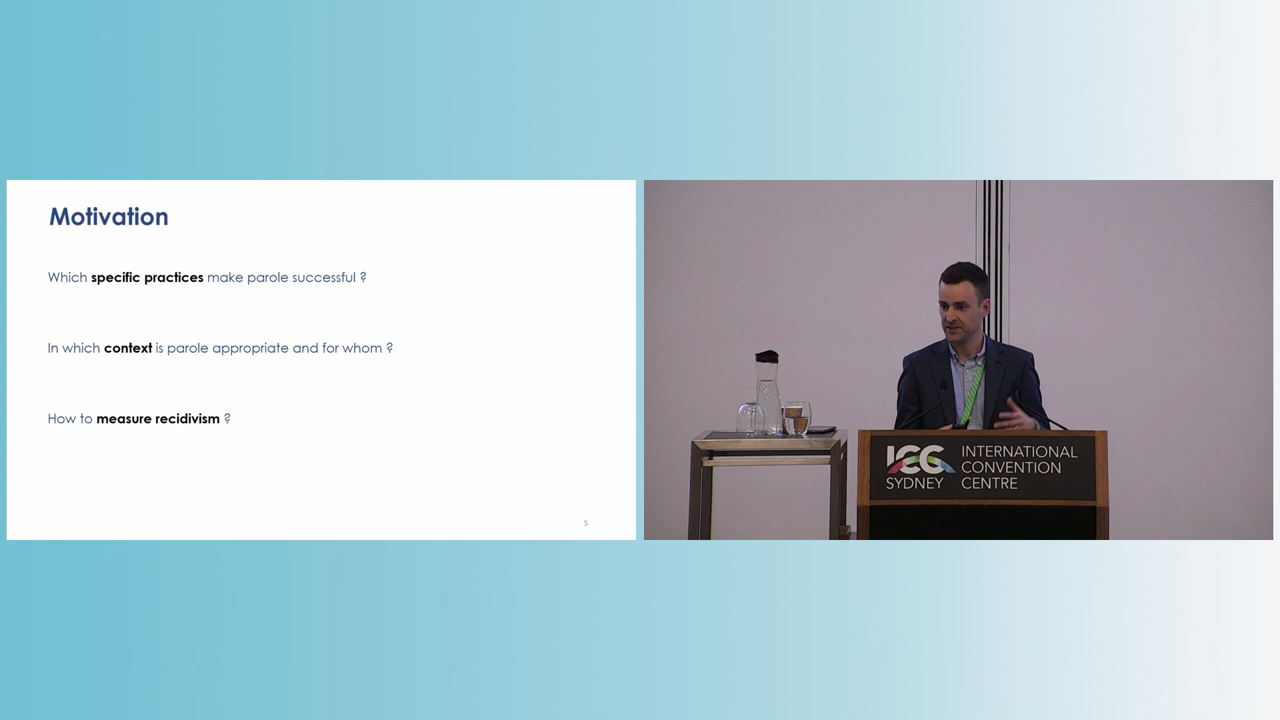 Motivation
Which specific practices make parole successful ?
In which context is parole appropriate and for whom ?
How to measure recidivism ?
5
ICC
SYDNEY
INTERNATIONAL
CONVENTION
CENTRE